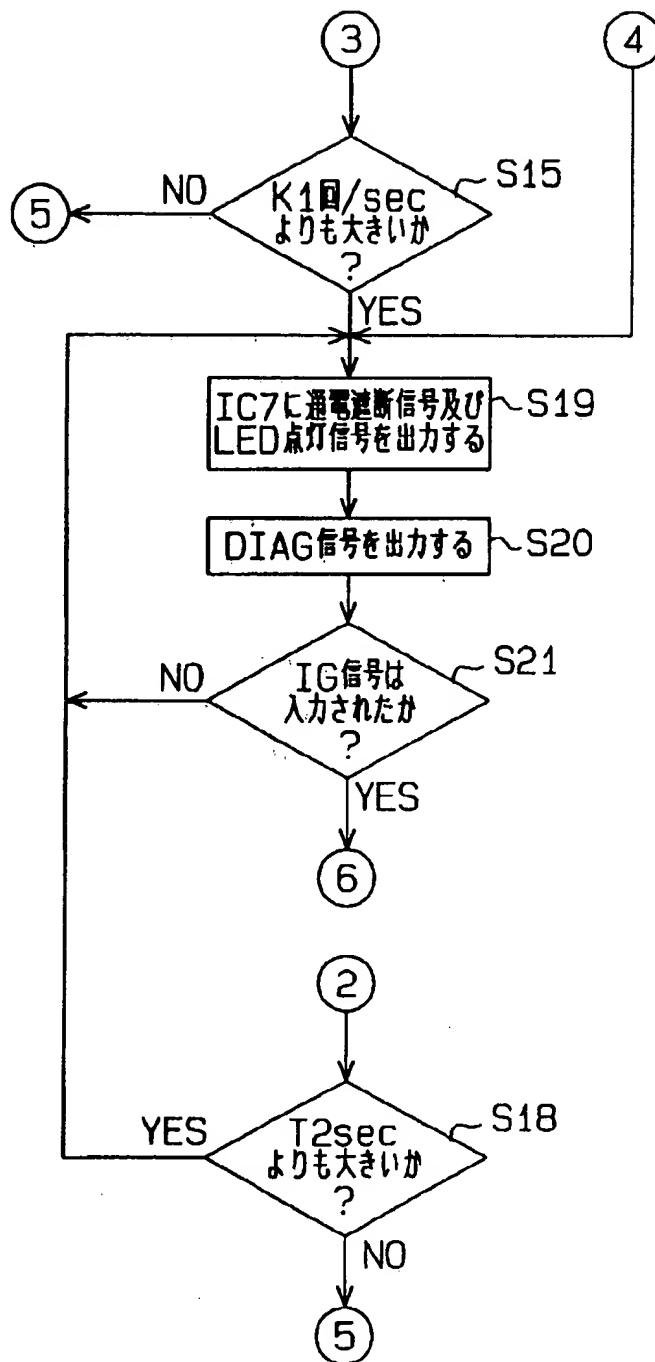 3
4
K1回/sec
よりも大きいか
?
S15
NO
5
YES
IC7に通電遮断信号及び
LED点灯信号を出力する
S19
DIAG信号を出力する
S20
IG信号は
入力されたか
?
S21
NO
YES
6
2
T2sec
よりも大きいか
?
S18
YES
NO
5